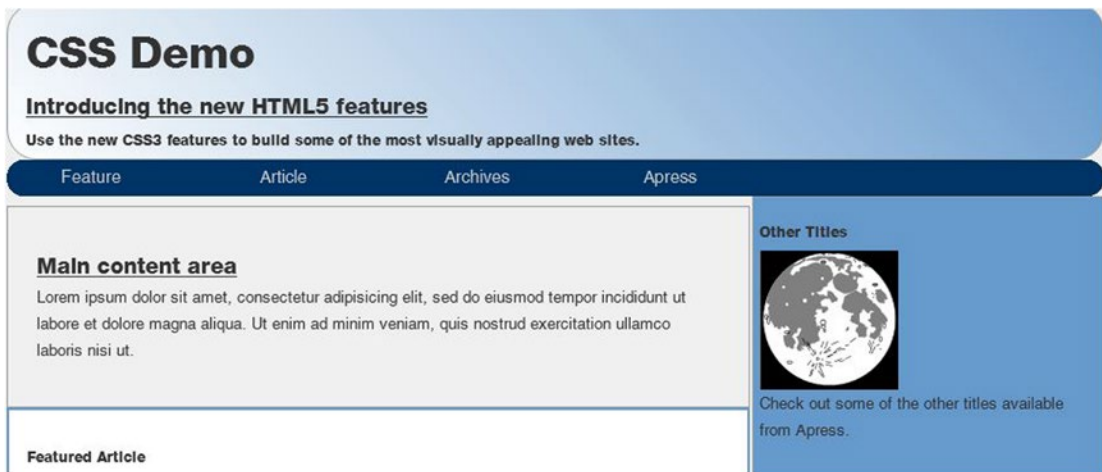 CSS Demo
Introducing the new HTML5 features
Use the new CSS3 features to build some of the most visually appealing web sites.
Feature Article Archives Apress
Main content area
Lorem ipsum dolor sit amet, consectetur adipisicing elit, sed do eiusmod tempor incididunt ut
labore et dolore magna aliqua. Ut enim ad minim veniam, quis nostrud exercitation ullamco
laboris nisi ut.
Featured Article
Other Titles
Check out some of the other titles available
from Apress.